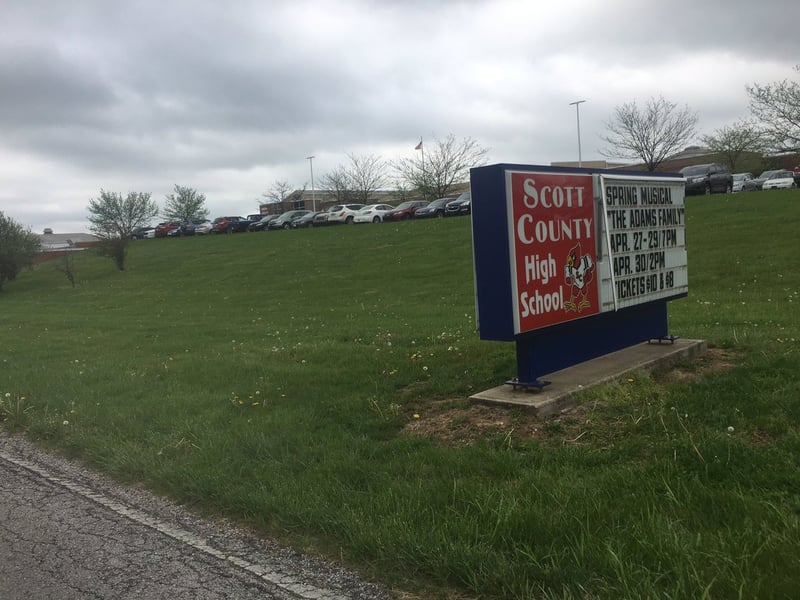 Scott
County
High
School
SPRING MUSICAL
"THE ADAMS FAMILY"
APR. 27-29/7PM
APR. 30/2PM
TICKETS $10 & $8